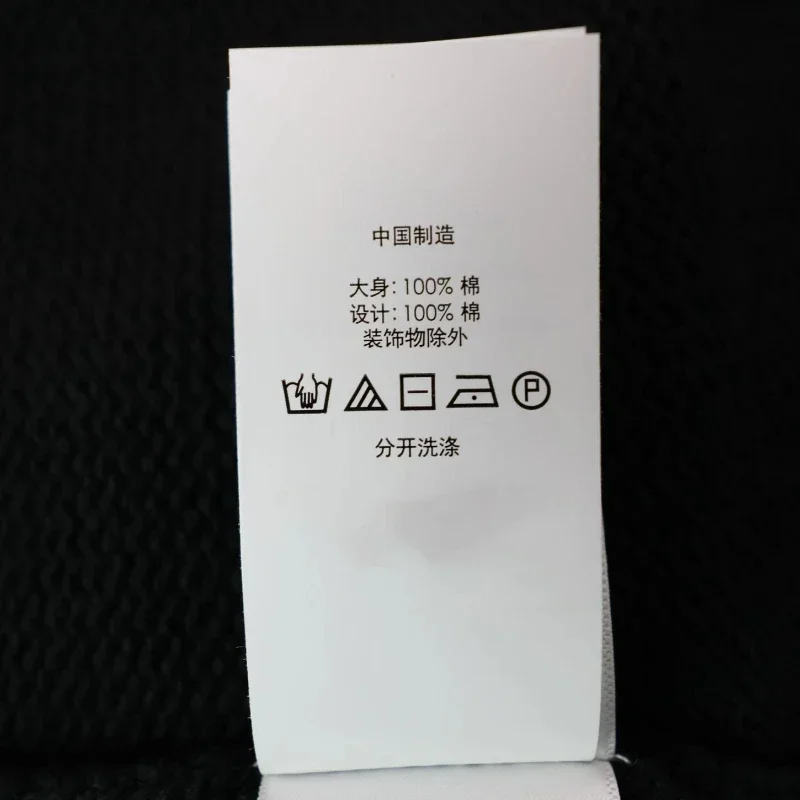 中国制造
大身: 100% 棉
设计: 100% 棉
装饰物除外
P
分开洗涤